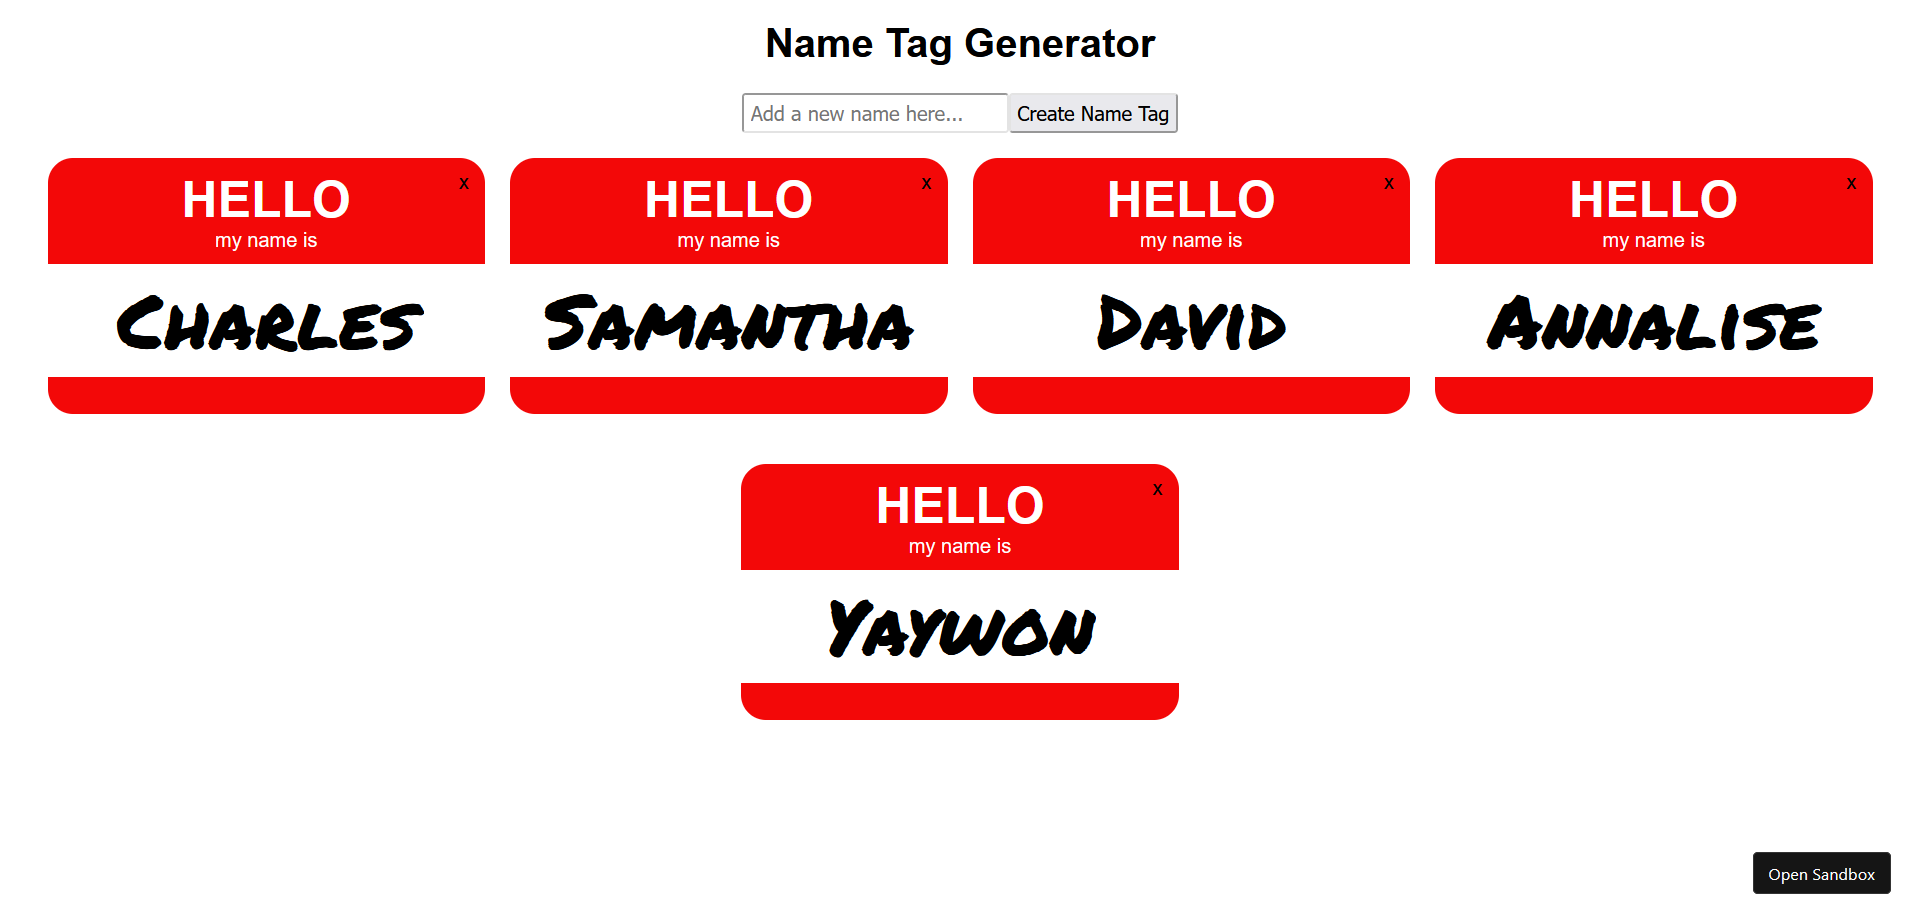 Name Tag Generator
Add a new name here... Create Name Tag
HELLO x
my name is
Charles
HELLO x
my name is
Samantha
HELLO x
my name is
David
HELLO x
my name is
Annalise
HELLO x
my name is
Yaywon
Open Sandbox